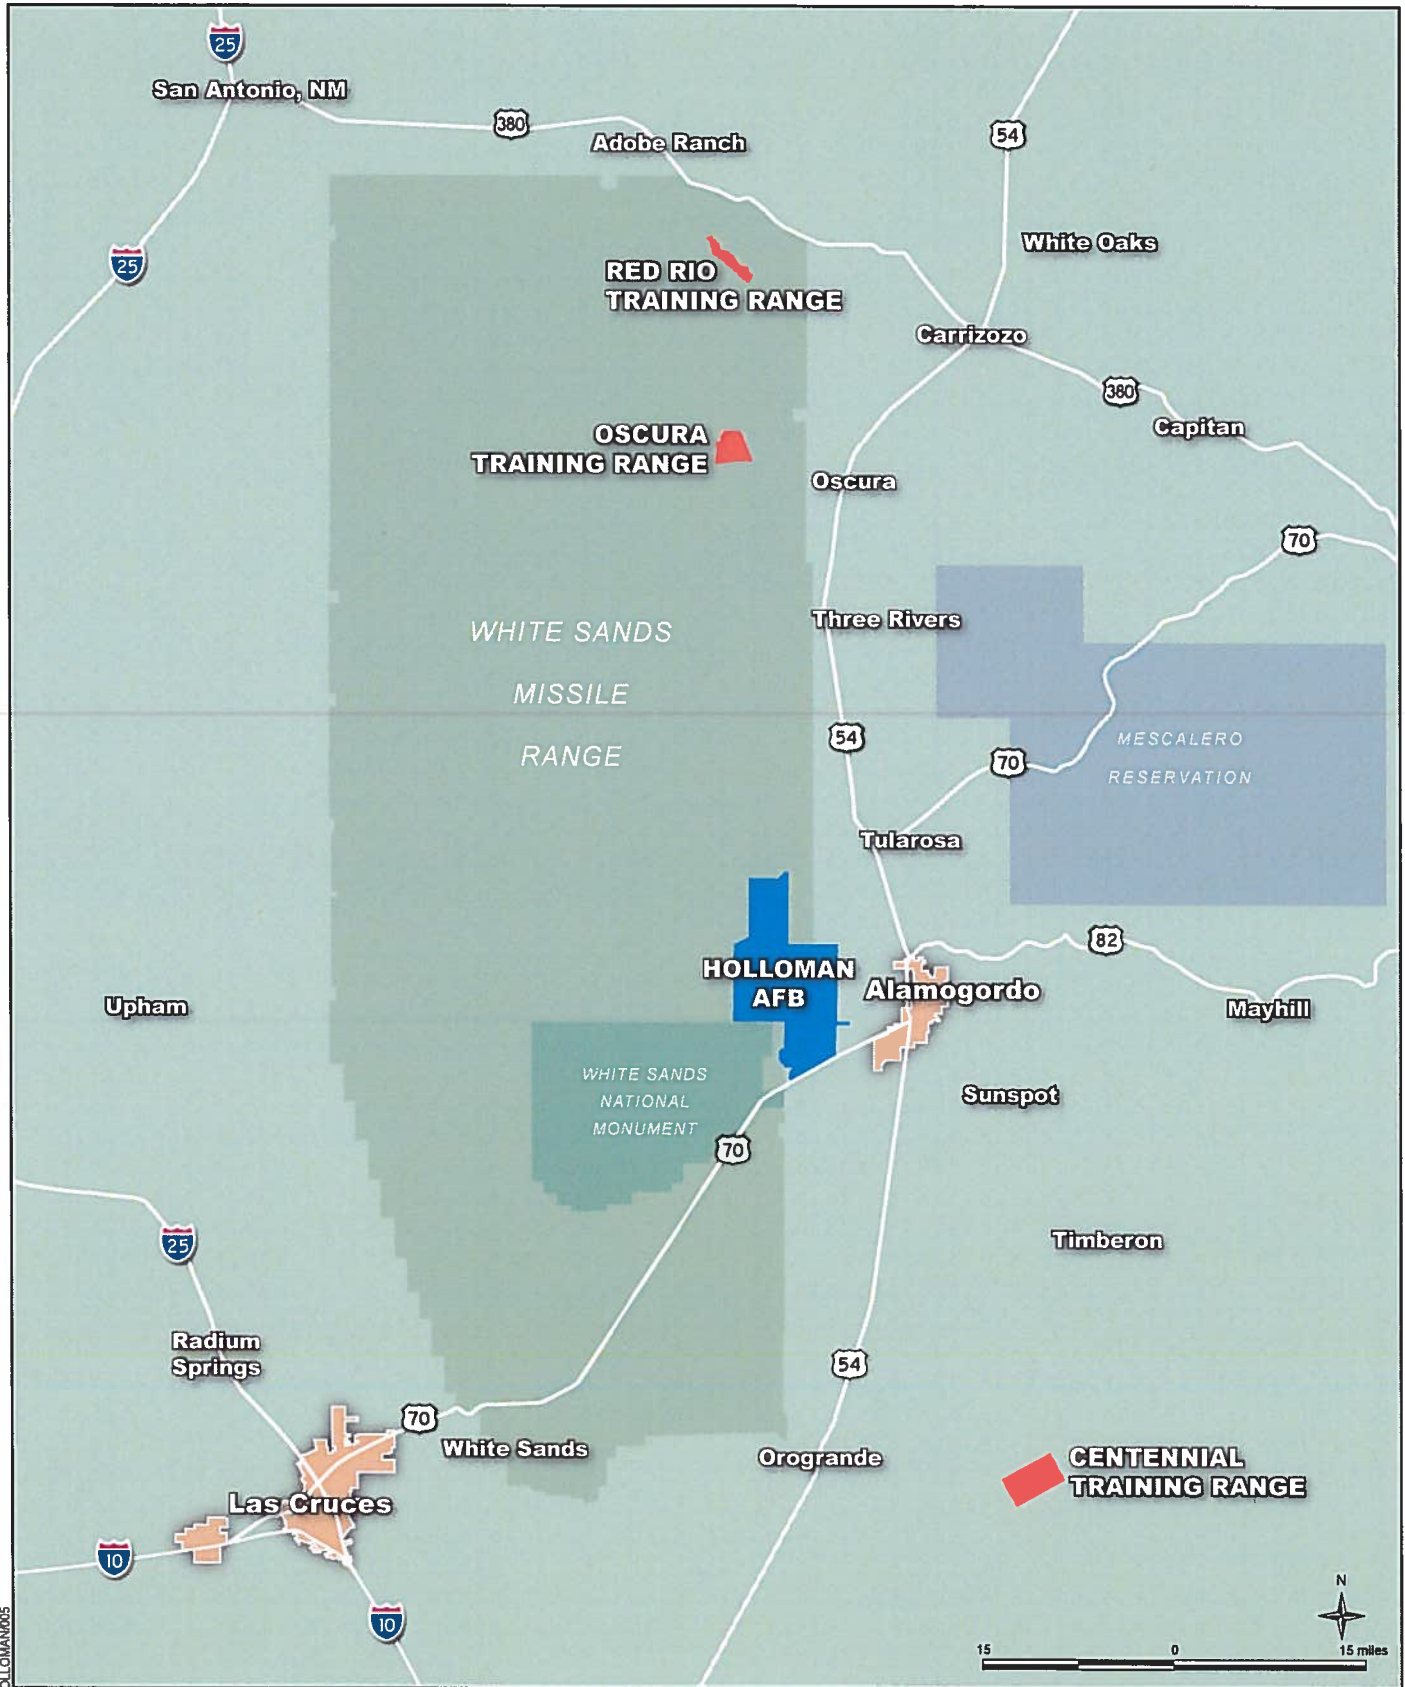 25
San Antonio, NM
380
Adobe Ranch
54
White Oaks
25
RED RIO
TRAINING RANGE
Carrizozo
380
Capitan
OSCURA
TRAINING RANGE
Oscura
70
Three Rivers
WHITE SANDS
MISSILE
RANGE
54
70
MESCALERO
RESERVATION
Tularosa
82
HOLLOMAN
AFB
Alamogordo
Upham
Mayhill
WHITE SANDS
NATIONAL
MONUMENT
Sunspot
70
25
Timberon
Radium
Springs
54
70
White Sands
Orogrande
CENTENNIAL
TRAINING RANGE
Las Cruces
10
10
N
15 0 15 miles